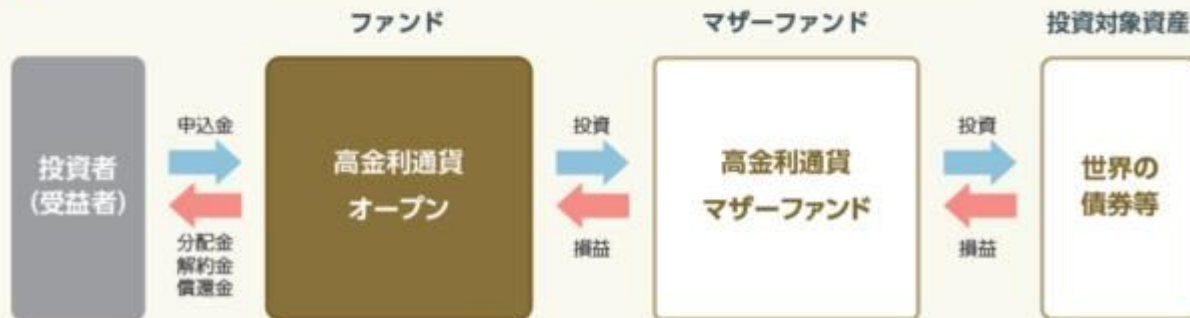 ファンド
マザーファンド
投資対象資産
投資者
(受益者)
申込金
分配金
解約金
償還金
高金利通貨
オープン
投資
損益
高金利通貨
マザーファンド
投資
損益
世界の
債券等